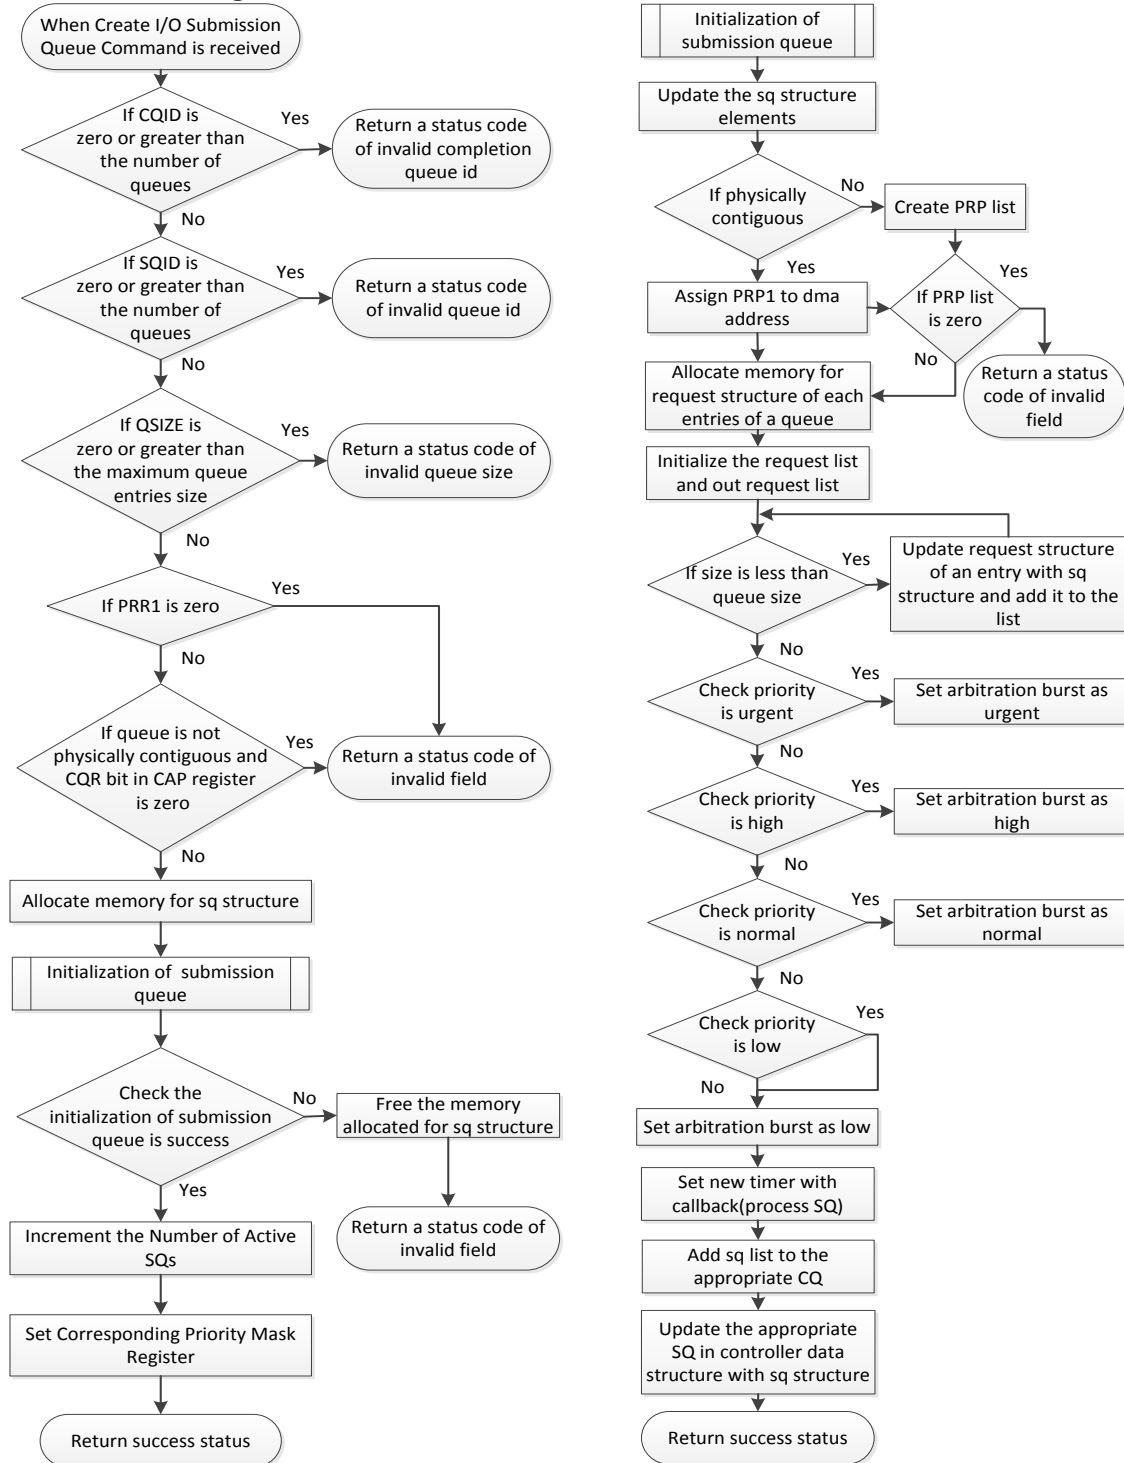 When Create I/O Submission
Queue Command is received
If CQID is
zero or greater than
the number of
queues
Yes
Return a status code
of invalid completion
queue id
No
If SQID is
zero or greater than
the number of
queues
Yes
Return a status code
of invalid queue id
No
If QSIZE is
zero or greater than
the maximum queue
entries size
Yes
Return a status code of
invalid queue size
No
If PRR1 is zero
Yes
No
If queue is not
physically contiguous and
CQR bit in CAP register
is zero
Yes
Return a status code of
invalid field
No
Allocate memory for sq structure
Initialization of submission
queue
Check the
initialization of submission
queue is success
No
Free the memory
allocated for sq structure
Return a status code of
invalid field
Yes
Increment the Number of Active
SQs
Set Corresponding Priority Mask
Register
Return success status
Initialization of
submission queue
Update the sq structure
elements
If physically
contiguous
No
Create PRP list
Yes
Assign PRP1 to dma
address
If PRP list
is zero
Yes
Return a status
code of invalid
field
No
Allocate memory for
request structure of each
entries of a queue
Initialize the request list
and out request list
If size is less than
queue size
Yes
Update request structure
of an entry with sq
structure and add it to the
list
No
Check priority
is urgent
Yes
Set arbitration burst as
urgent
No
Check priority
is high
Yes
Set arbitration burst as
high
No
Check priority
is normal
Yes
Set arbitration burst as
normal
No
Check priority
is low
Yes
No
Set arbitration burst as low
Set new timer with
callback(process SQ)
Add sq list to the
appropriate CQ
Update the appropriate
SQ in controller data
structure with sq structure
Return success status